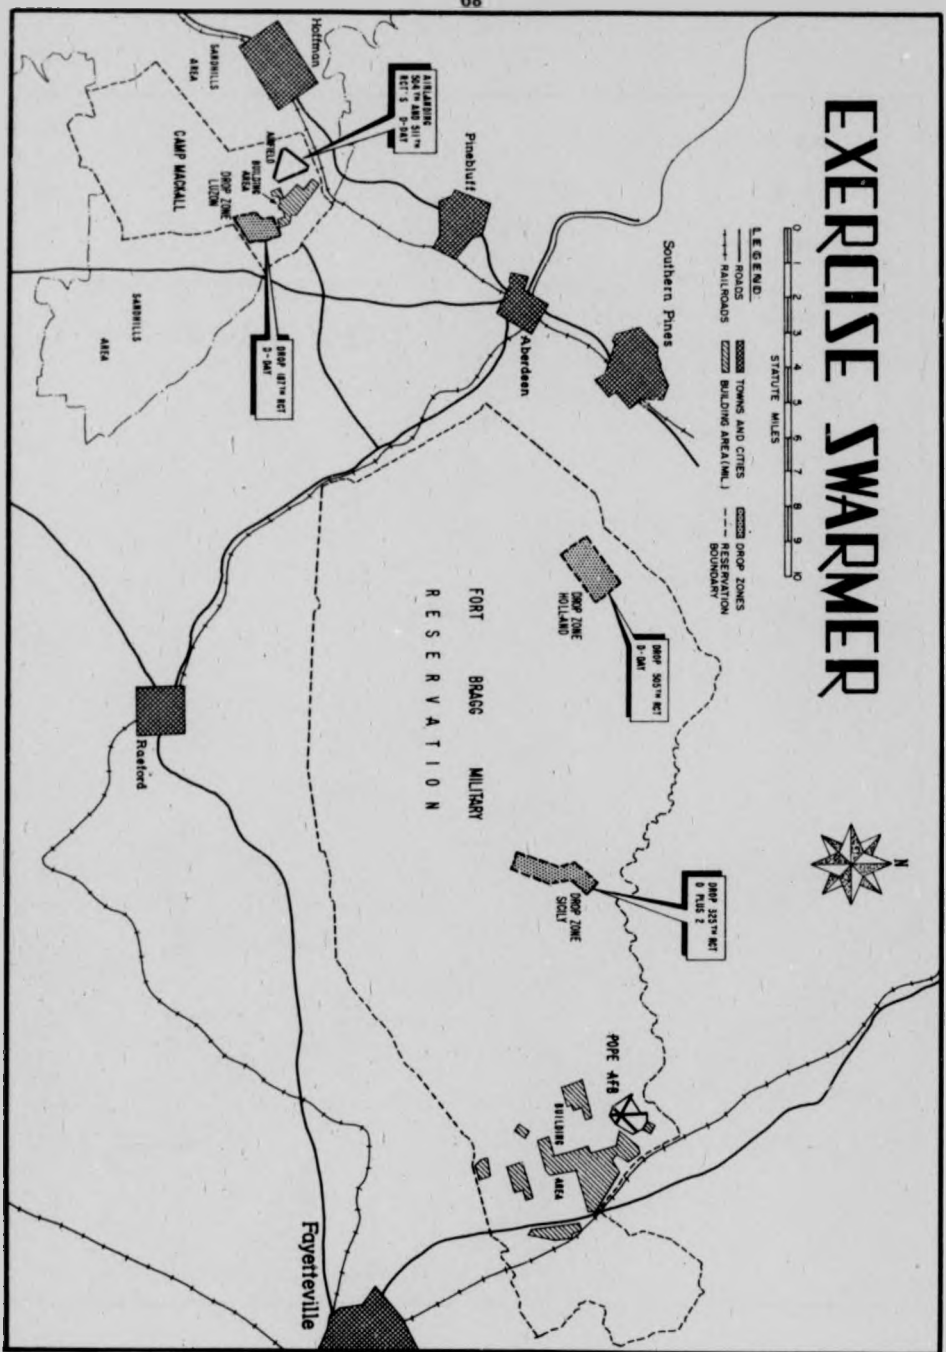 80
EXERCISE SWARMER
0 1 2 3 4 5 6 7 8 9 10
STATUTE MILES
LEGEND:
ROADS
RAILROADS
TOWNS AND CITIES
BUILDING AREA (MIL.)
DROP ZONES
RESERVATION
BOUNDARY
N
Hoffman
SANDHILLS
AREA
AIRLANDING
504TH AND 511TH
RCT'S D-DAY
Pinebluff
Southern Pines
Aberdeen
CAMP MACKALL
AIRFIELD
BUILDING
AREA
DROP ZONE
LUZON
DROP 187TH RCT
D-DAY
SANDHILLS
AREA
DROP ZONE
HOLLAND
DROP 505TH RCT
D-DAY
FORT BRAGG MILITARY
RESERVATION
DROP ZONE
SICILY
DROP 325TH RCT
D PLUS 2
POPE AFB
BUILDING
AREA
Raeford
Fayetteville